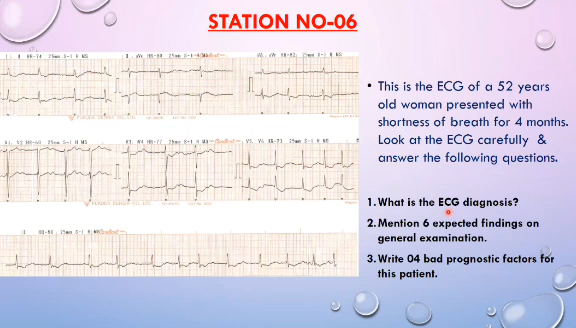 STATION NO-06
• This is the ECG of a 52 years
old woman presented with
shortness of breath for 4 months.
Look at the ECG carefully &
answer the following questions.
1. What is the ECG diagnosis?
2. Mention 6 expected findings on
general examination.
3. Write 04 bad prognostic factors for
this patient.